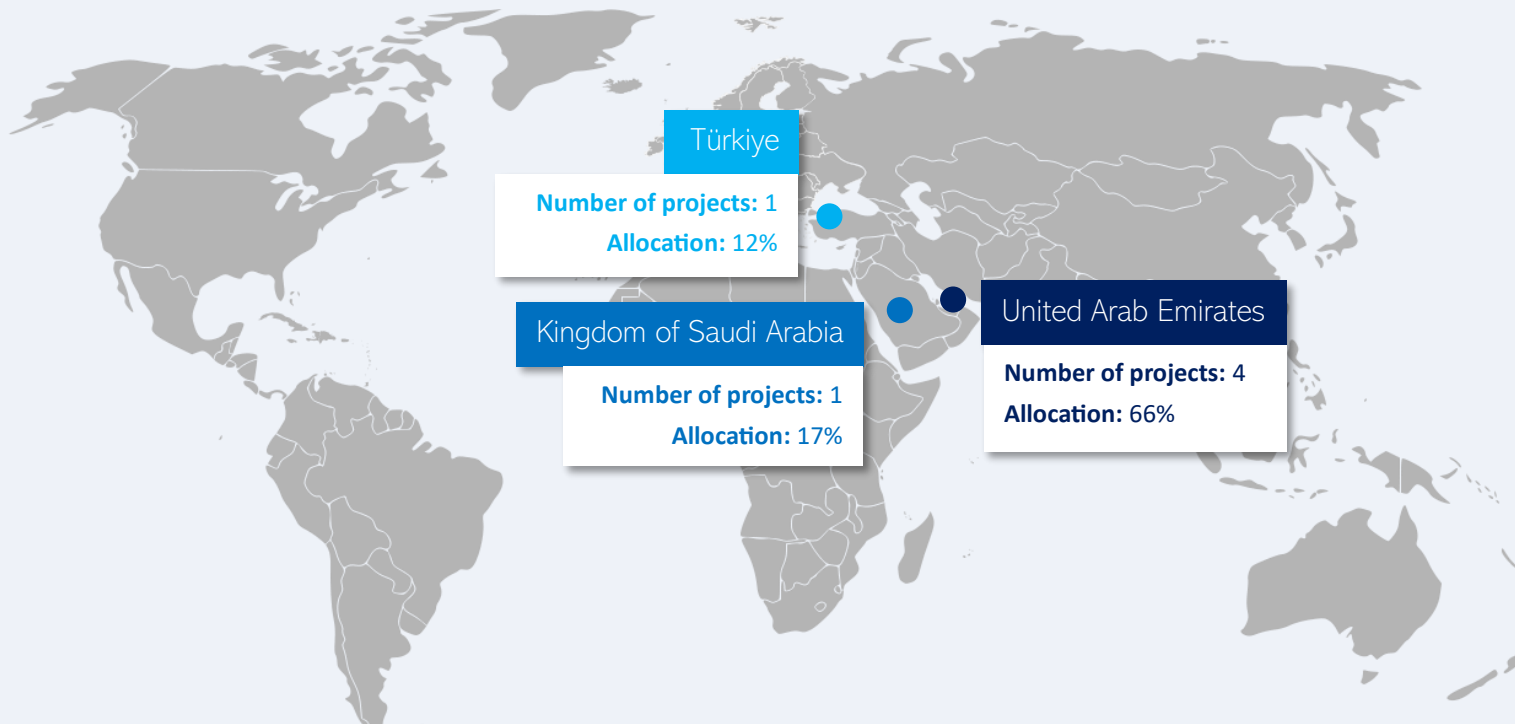 Türkiye
Number of projects: 1
Allocation: 12%
Kingdom of Saudi Arabia
Number of projects: 1
Allocation: 17%
United Arab Emirates
Number of projects: 4
Allocation: 66%